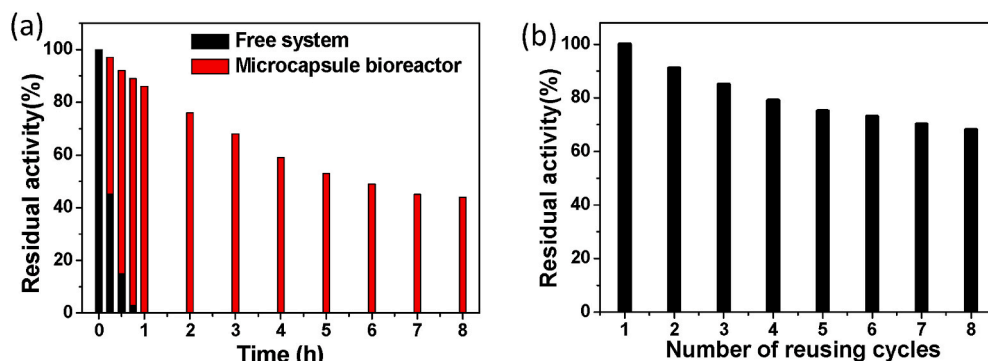 (a)
Free system
Microcapsule bioreactor
Residual activity(%)
100
80
60
40
20
0
0 1 2 3 4 5 6 7 8
Time (h)
(b)
Residual activity(%)
100
80
60
40
20
0
1 2 3 4 5 6 7 8
Number of reusing cycles